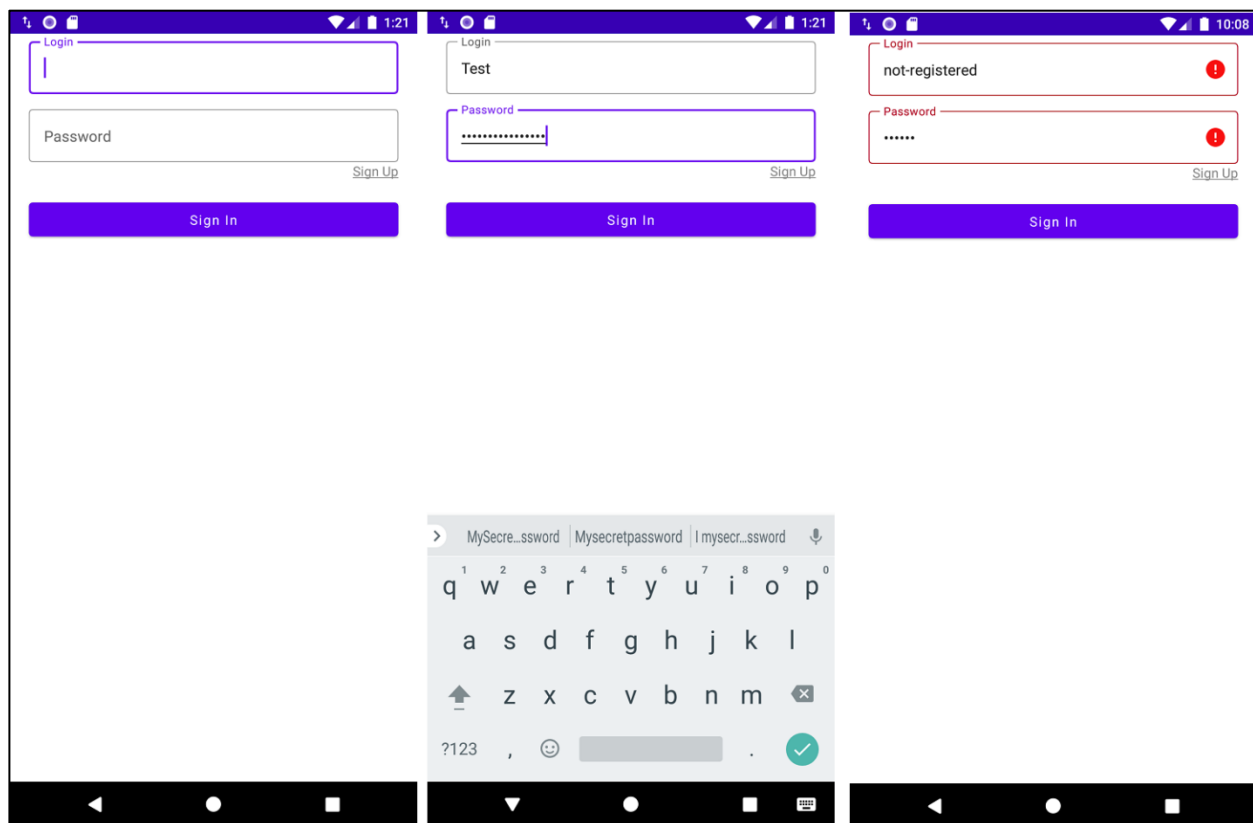 1:21
Login
Password
Sign Up
Sign In
1:21
Login
Test
Password
••••••••••••••••
Sign Up
Sign In
MySecre...ssword Mysecretpassword I mysecr...ssword
1 2 3 4 5 6 7 8 9 0
q w e r t y u i o p
a s d f g h j k l
z x c v b n m
?123 , .
10:08
Login
not-registered
Password
••••••
Sign Up
Sign In